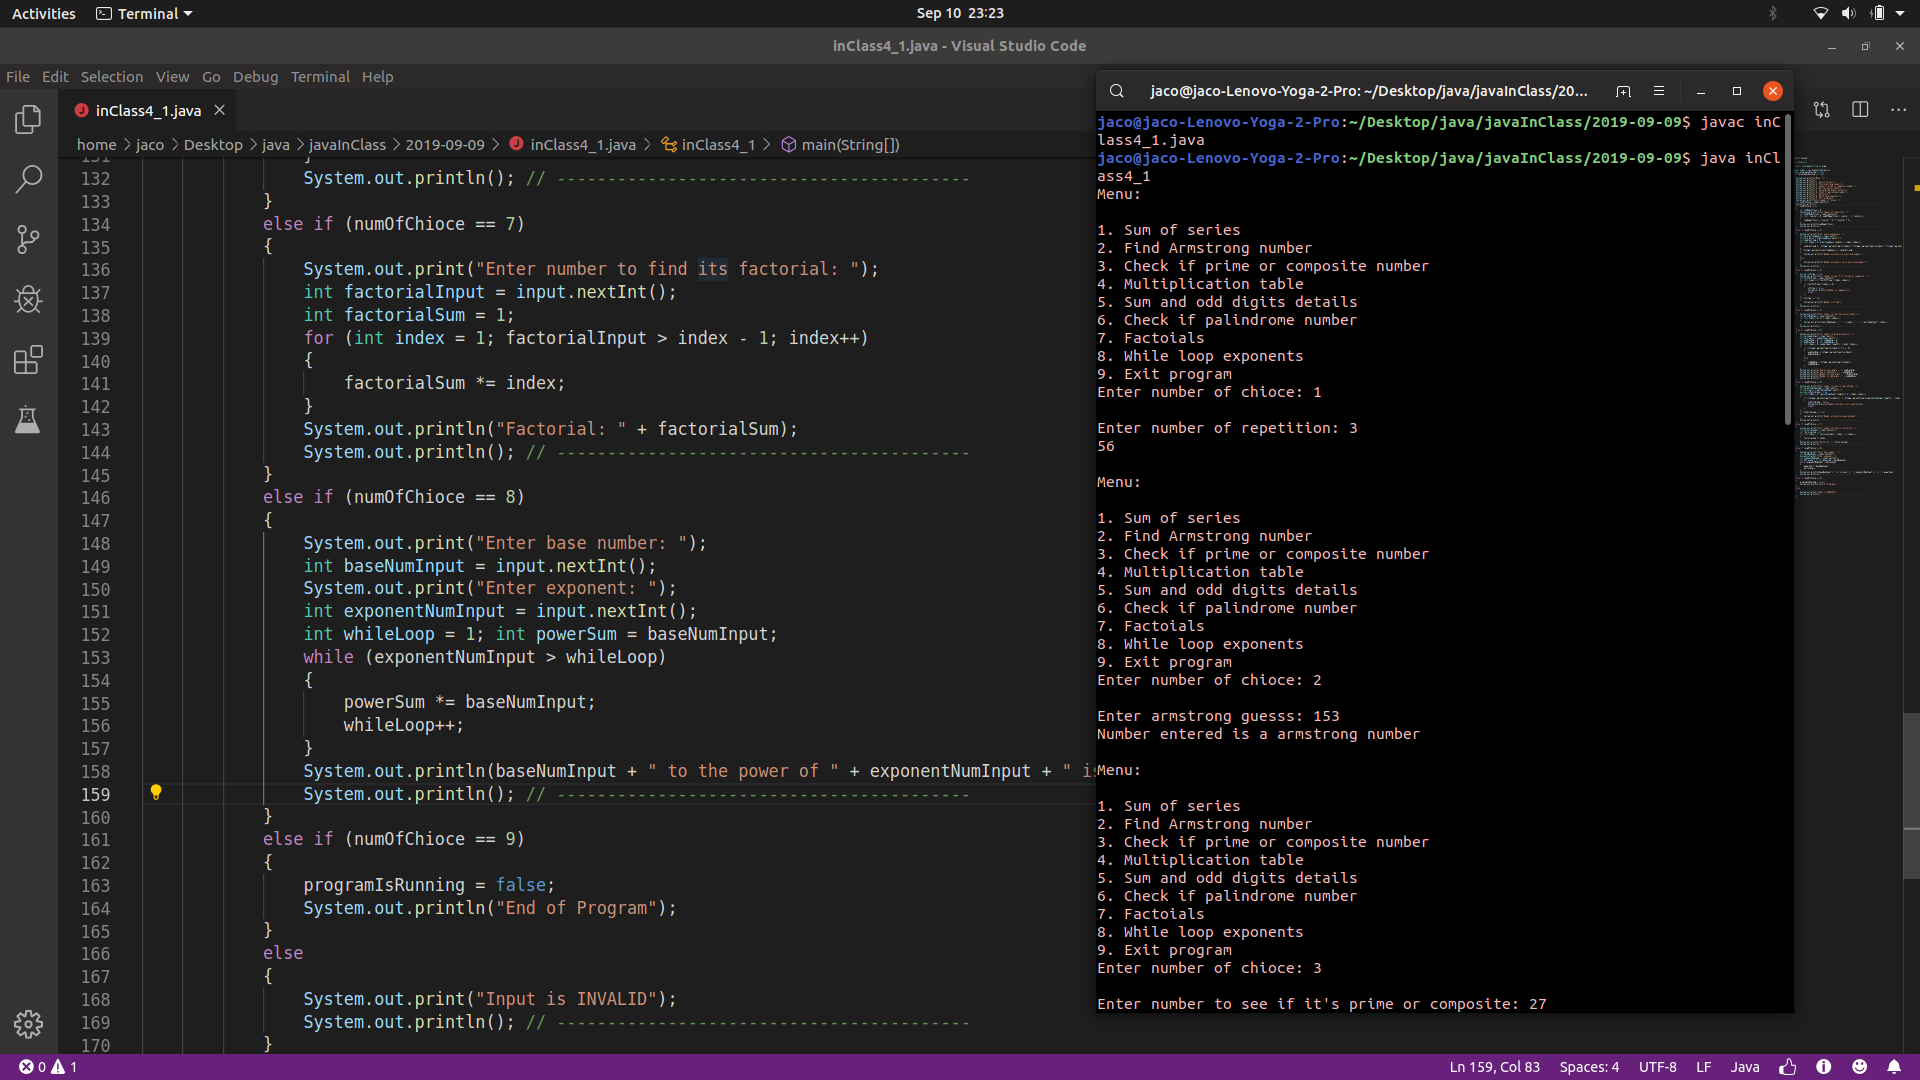 Activities Terminal Sep 10 23:23
inClass4_1.java - Visual Studio Code
File Edit Selection View Go Debug Terminal Help
inClass4_1.java
home > jaco > Desktop > java > javaInClass > 2019-09-09 > inClass4_1.java > inClass4_1 > main(String[])
131 }
132 System.out.println(); // -----------------------------------------
133 }
134 else if (numOfChioce == 7)
135 {
136 System.out.print("Enter number to find its factorial: ");
137 int factorialInput = input.nextInt();
138 int factorialSum = 1;
139 for (int index = 1; factorialInput > index - 1; index++)
140 {
141 factorialSum *= index;
142 }
143 System.out.println("Factorial: " + factorialSum);
144 System.out.println(); // -----------------------------------------
145 }
146 else if (numOfChioce == 8)
147 {
148 System.out.print("Enter base number: ");
149 int baseNumInput = input.nextInt();
150 System.out.print("Enter exponent: ");
151 int exponentNumInput = input.nextInt();
152 int whileLoop = 1; int powerSum = baseNumInput;
153 while (exponentNumInput > whileLoop)
154 {
155 powerSum *= baseNumInput;
156 whileLoop++;
157 }
158 System.out.println(baseNumInput + " to the power of " + exponentNumInput + " is
159 System.out.println(); // -----------------------------------------
160 }
161 else if (numOfChioce == 9)
162 {
163 programIsRunning = false;
164 System.out.println("End of Program");
165 }
166 else
167 {
168 System.out.print("Input is INVALID");
169 System.out.println(); // -----------------------------------------
170 }
jaco@jaco-Lenovo-Yoga-2-Pro: ~/Desktop/java/javaInClass/20...
jaco@jaco-Lenovo-Yoga-2-Pro:~/Desktop/java/javaInClass/2019-09-09$ javac inC
lass4_1.java
jaco@jaco-Lenovo-Yoga-2-Pro:~/Desktop/java/javaInClass/2019-09-09$ java inCl
ass4_1
Menu:
1. Sum of series
2. Find Armstrong number
3. Check if prime or composite number
4. Multiplication table
5. Sum and odd digits details
6. Check if palindrome number
7. Factoials
8. While loop exponents
9. Exit program
Enter number of chioce: 1
Enter number of repetition: 3
56
Menu:
1. Sum of series
2. Find Armstrong number
3. Check if prime or composite number
4. Multiplication table
5. Sum and odd digits details
6. Check if palindrome number
7. Factoials
8. While loop exponents
9. Exit program
Enter number of chioce: 2
Enter armstrong guesss: 153
Number entered is a armstrong number
Menu:
1. Sum of series
2. Find Armstrong number
3. Check if prime or composite number
4. Multiplication table
5. Sum and odd digits details
6. Check if palindrome number
7. Factoials
8. While loop exponents
9. Exit program
Enter number of chioce: 3
Enter number to see if it's prime or composite: 27
0 1 Ln 159, Col 83 Spaces: 4 UTF-8 LF Java